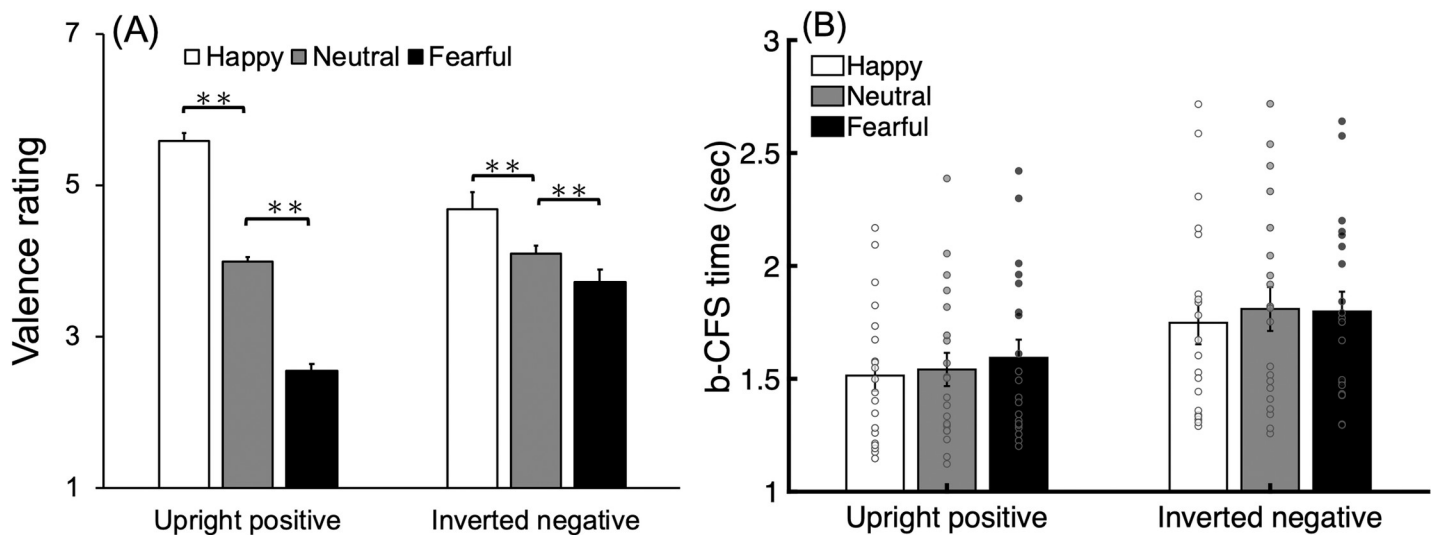 (A)
7
5
3
1
Valence rating
Happy Neutral Fearful
**
**
**
**
Upright positive Inverted negative
(B)
3
2.5
2
1.5
1
b-CFS time (sec)
Happy
Neutral
Fearful
Upright positive Inverted negative